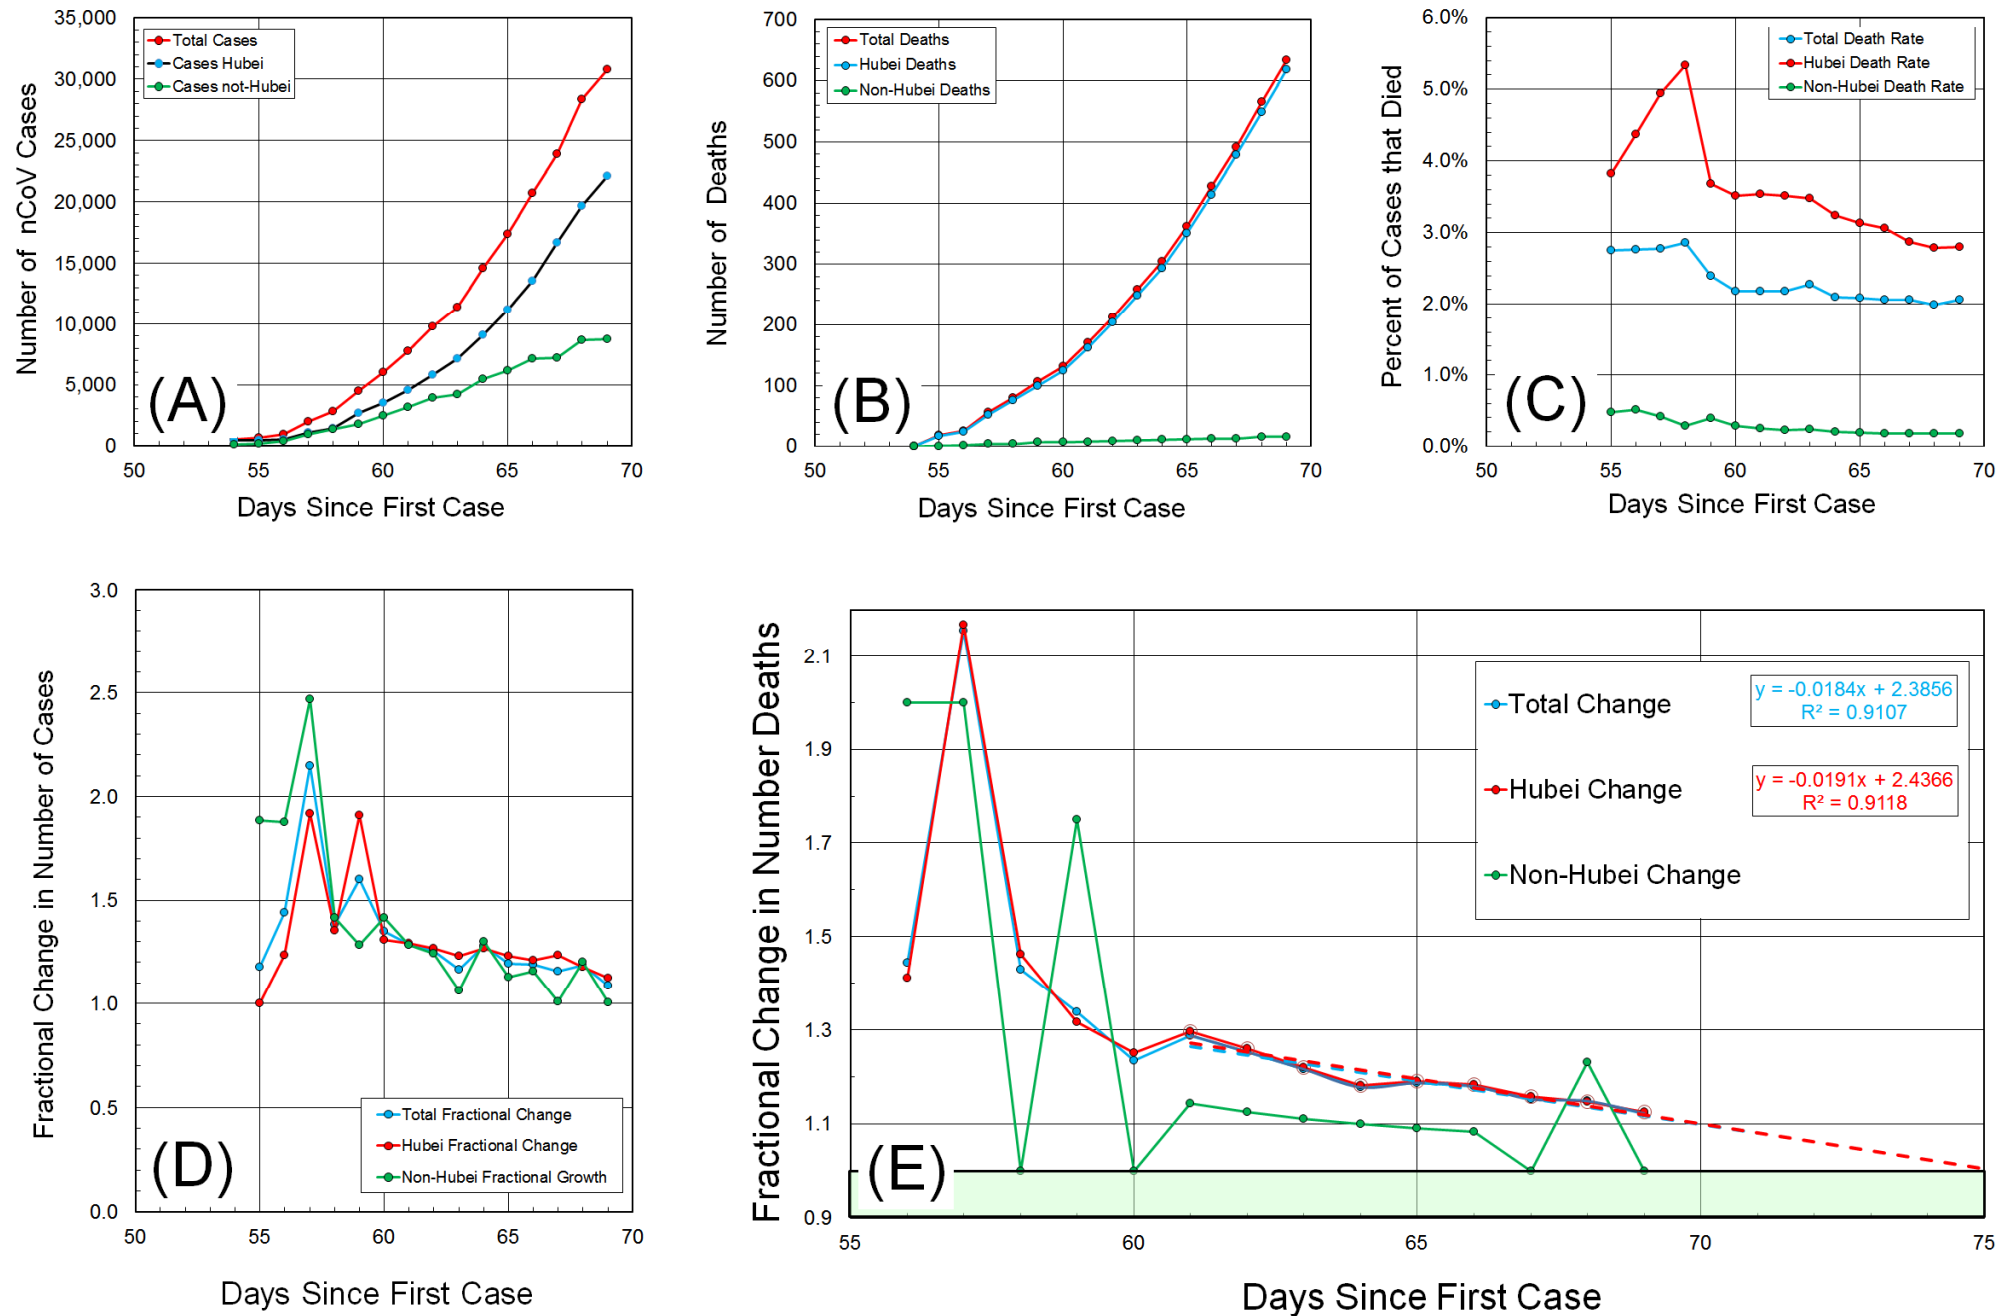 35,000
30,000
25,000
20,000
15,000
10,000
5,000
0
50
55
60
65
70
Number of nCoV Cases
Days Since First Case
Total Cases
Cases Hubei
Cases not-Hubei
(A)
700
600
500
400
300
200
100
0
50
55
60
65
70
Number of Deaths
Days Since First Case
Total Deaths
Hubei Deaths
Non-Hubei Deaths
(B)
6.0%
5.0%
4.0%
3.0%
2.0%
1.0%
0.0%
50
55
60
65
70
Percent of Cases that Died
Days Since First Case
Total Death Rate
Hubei Death Rate
Non-Hubei Death Rate
(C)
3.0
2.5
2.0
1.5
1.0
0.5
0.0
50
55
60
65
70
Fractional Change in Number of Cases
Days Since First Case
Total Fractional Change
Hubei Fractional Change
Non-Hubei Fractional Growth
(D)
2.1
1.9
1.7
1.5
1.3
1.1
0.9
55
60
65
70
75
Fractional Change in Number Deaths
Days Since First Case
Total Change
y = -0.0184x + 2.3856
R² = 0.9107
Hubei Change
y = -0.0191x + 2.4366
R² = 0.9118
Non-Hubei Change
(E)